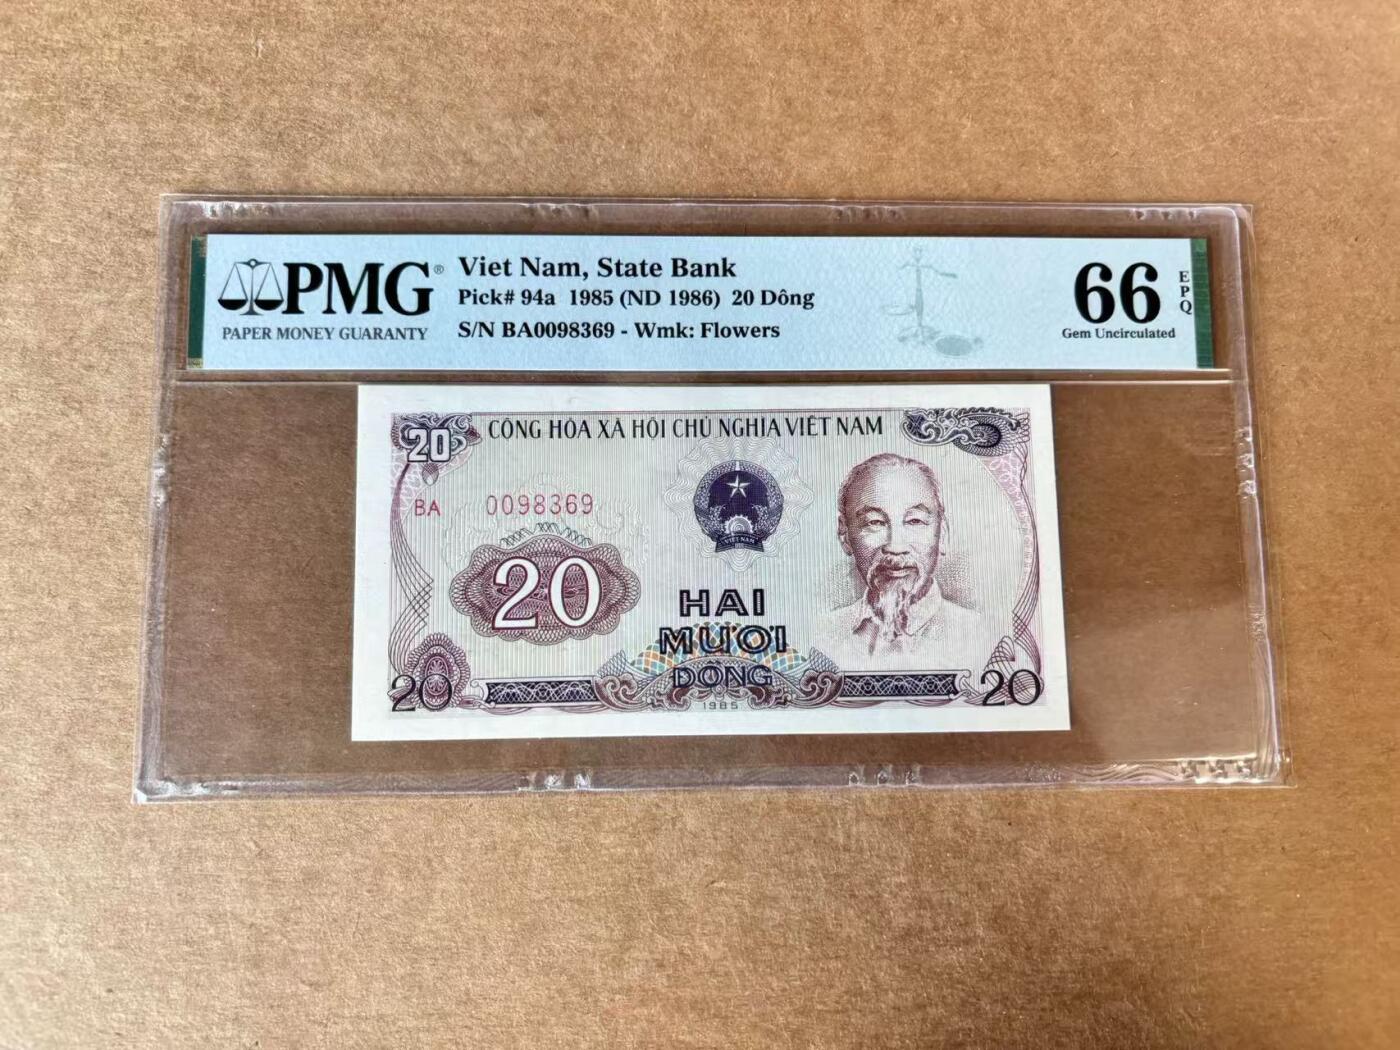 PMG®
PAPER MONEY GUARANTY
Viet Nam, State Bank
Pick# 94a 1985 (ND 1986) 20 Dông
S/N BA0098369 - Wmk: Flowers
66
EPQ
Gem Uncirculated
20
CÔNG HÒA XÃ HỘI CHỦ NGHĨA VIỆT NAM
BA 0098369
VIỆT NAM
20
HAI
MƯƠI
ĐỒNG
20
1985
20